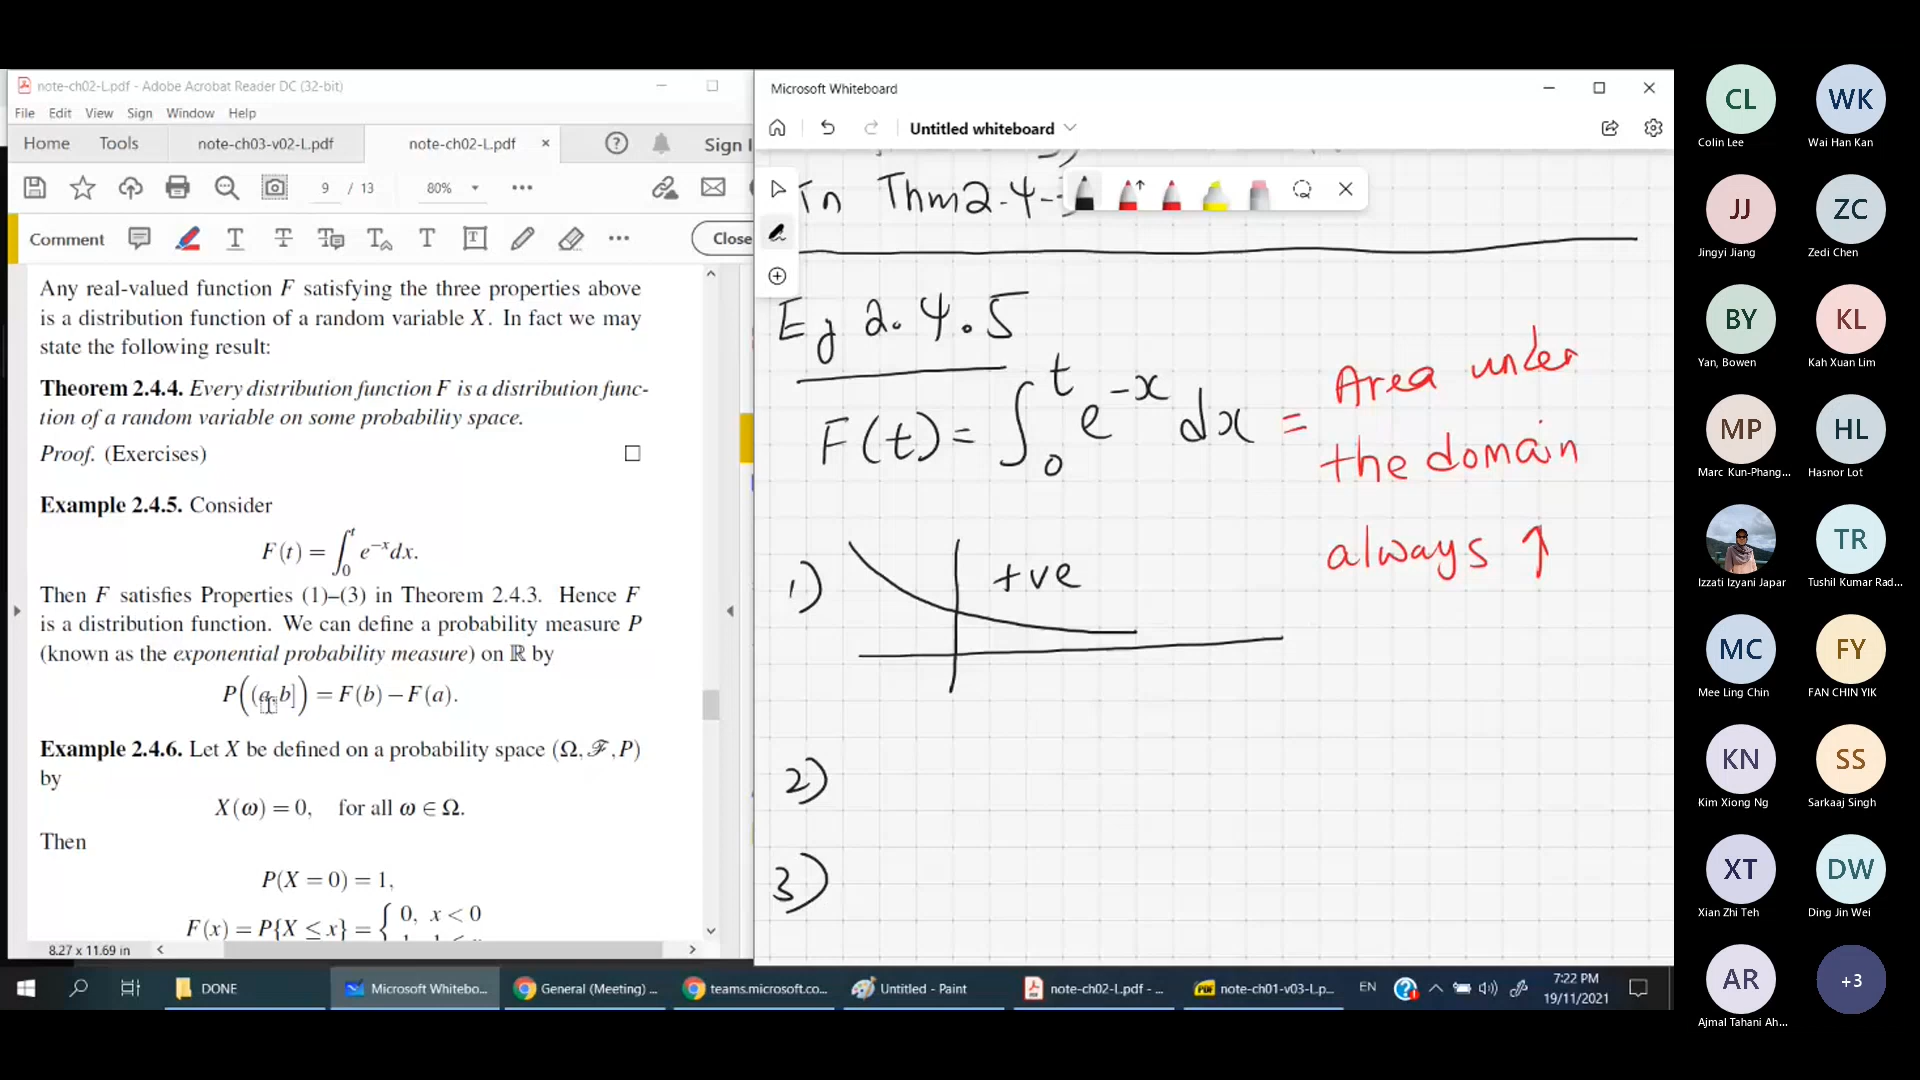 note-ch02-L.pdf - Adobe Acrobat Reader DC (32-bit)
File Edit View Sign Window Help
Home Tools note-ch03-v02-L.pdf note-ch02-L.pdf × Sign I
9 / 13 80%
Comment Close
Any real-valued function F satisfying the three properties above
is a distribution function of a random variable X. In fact we may
state the following result:
Theorem 2.4.4. Every distribution function F is a distribution func-
tion of a random variable on some probability space.
Proof. (Exercises) □
Example 2.4.5. Consider
F(t) = ∫₀ᵗ e⁻ˣdx.
Then F satisfies Properties (1)–(3) in Theorem 2.4.3. Hence F
is a distribution function. We can define a probability measure P
(known as the exponential probability measure) on ℝ by
P((a,b]) = F(b) − F(a).
Example 2.4.6. Let X be defined on a probability space (Ω, ℱ, P)
by
X(ω) = 0, for all ω ∈ Ω.
Then
P(X = 0) = 1,
F(x) = P{X ≤ x} = { 0, x < 0
8.27 x 11.69 in
Microsoft Whiteboard
Untitled whiteboard
In Thm2.4-
Eg 2.4.5
F(t) = ∫₀ᵗ e⁻ˣ dx = Area under
the domain
always ↑
1) +ve
2)
3)
CL WK
Colin Lee Wai Han Kan
JJ ZC
Jingyi Jiang Zedi Chen
BY KL
Yan, Bowen Kah Xuan Lim
MP HL
Marc Kun-Phang... Hasnor Lot
TR
Izzati Izyani Japar Tushil Kumar Rad...
MC FY
Mee Ling Chin FAN CHIN YIK
KN SS
Kim Xiong Ng Sarkaaj Singh
XT DW
Xian Zhi Teh Ding Jin Wei
AR +3
Ajmal Tahani Ah...
DONE Microsoft Whitebo... General (Meeting) ... teams.microsoft.co... Untitled - Paint note-ch02-L.pdf - ... note-ch01-v03-L.p... EN 7:22 PM
19/11/2021